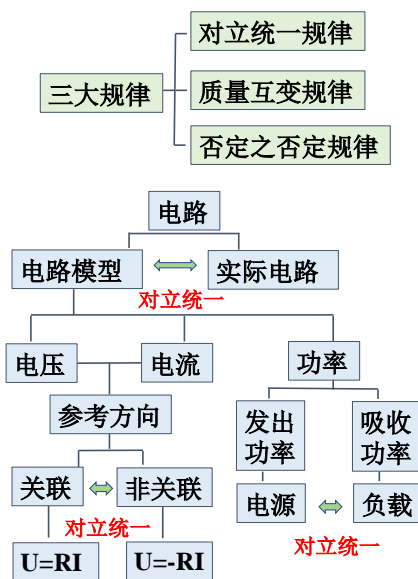 对立统一规律
三大规律
质量互变规律
否定之否定规律
电路
电路模型
实际电路
对立统一
电压
电流
功率
参考方向
发出
功率
吸收
功率
关联
非关联
电源
负载
对立统一
对立统一
U=RI
U=-RI